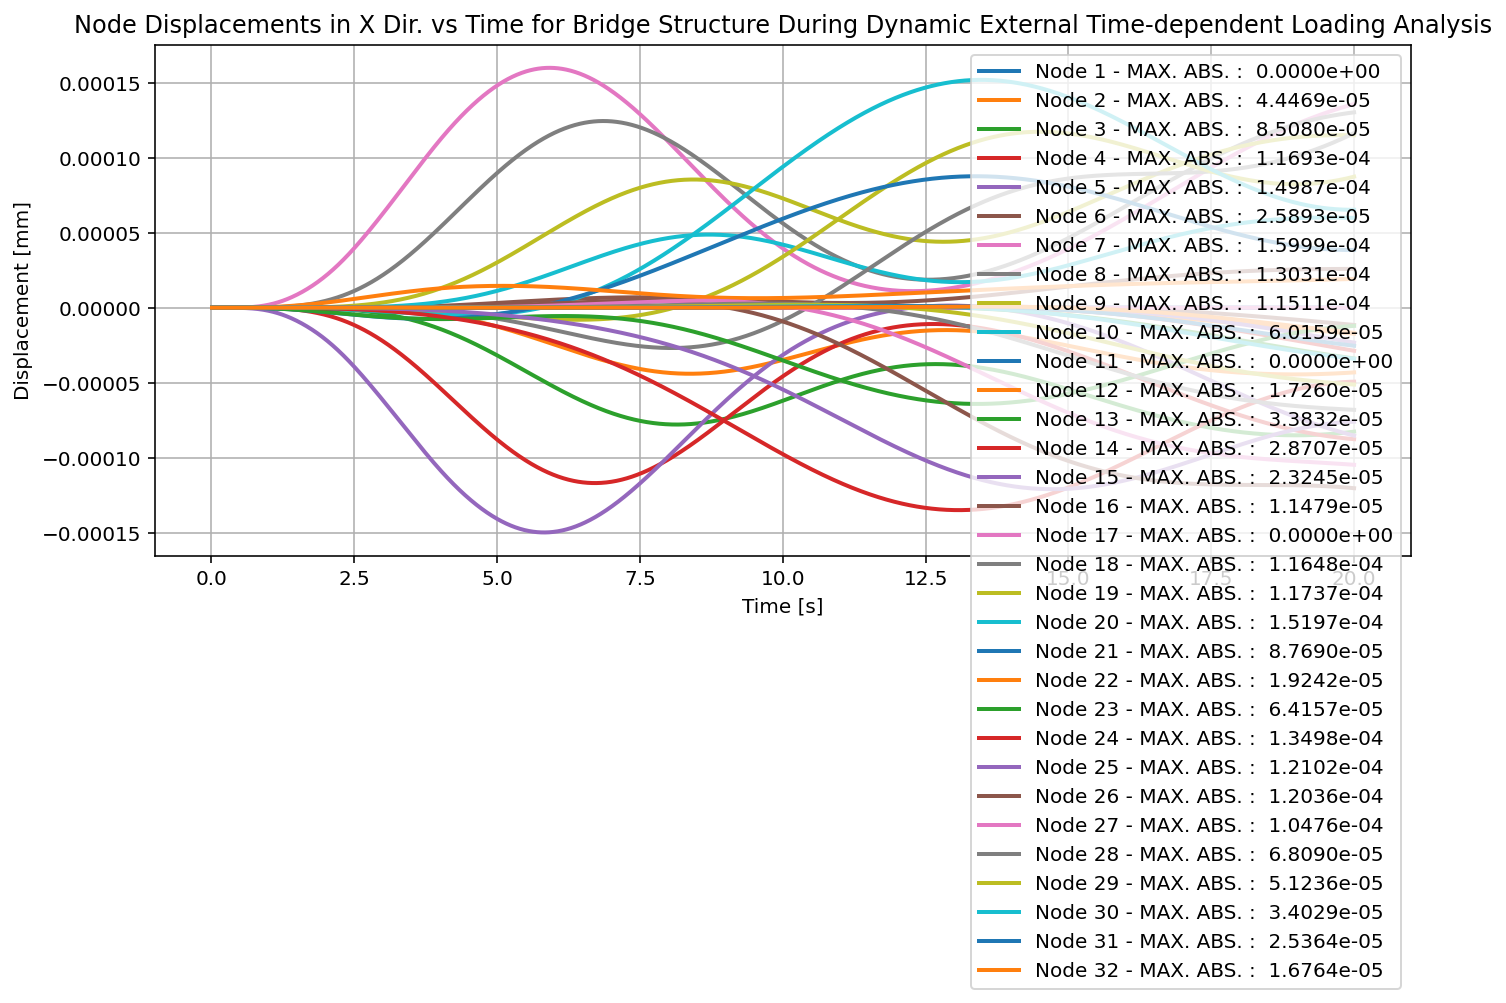 Node Displacements in X Dir. vs Time for Bridge Structure During Dynamic External Time-dependent Loading Analysis
Displacement [mm]
0.00015
0.00010
0.00005
0.00000
−0.00005
−0.00010
−0.00015
0.0
2.5
5.0
7.5
10.0
12.5
15.0
17.5
20.0
Time [s]
Node 1 - MAX. ABS. : 0.0000e+00
Node 2 - MAX. ABS. : 4.4469e-05
Node 3 - MAX. ABS. : 8.5080e-05
Node 4 - MAX. ABS. : 1.1693e-04
Node 5 - MAX. ABS. : 1.4987e-04
Node 6 - MAX. ABS. : 2.5893e-05
Node 7 - MAX. ABS. : 1.5999e-04
Node 8 - MAX. ABS. : 1.3031e-04
Node 9 - MAX. ABS. : 1.1511e-04
Node 10 - MAX. ABS. : 6.0159e-05
Node 11 - MAX. ABS. : 0.0000e+00
Node 12 - MAX. ABS. : 1.7260e-05
Node 13 - MAX. ABS. : 3.3832e-05
Node 14 - MAX. ABS. : 2.8707e-05
Node 15 - MAX. ABS. : 2.3245e-05
Node 16 - MAX. ABS. : 1.1479e-05
Node 17 - MAX. ABS. : 0.0000e+00
Node 18 - MAX. ABS. : 1.1648e-04
Node 19 - MAX. ABS. : 1.1737e-04
Node 20 - MAX. ABS. : 1.5197e-04
Node 21 - MAX. ABS. : 8.7690e-05
Node 22 - MAX. ABS. : 1.9242e-05
Node 23 - MAX. ABS. : 6.4157e-05
Node 24 - MAX. ABS. : 1.3498e-04
Node 25 - MAX. ABS. : 1.2102e-04
Node 26 - MAX. ABS. : 1.2036e-04
Node 27 - MAX. ABS. : 1.0476e-04
Node 28 - MAX. ABS. : 6.8090e-05
Node 29 - MAX. ABS. : 5.1236e-05
Node 30 - MAX. ABS. : 3.4029e-05
Node 31 - MAX. ABS. : 2.5364e-05
Node 32 - MAX. ABS. : 1.6764e-05